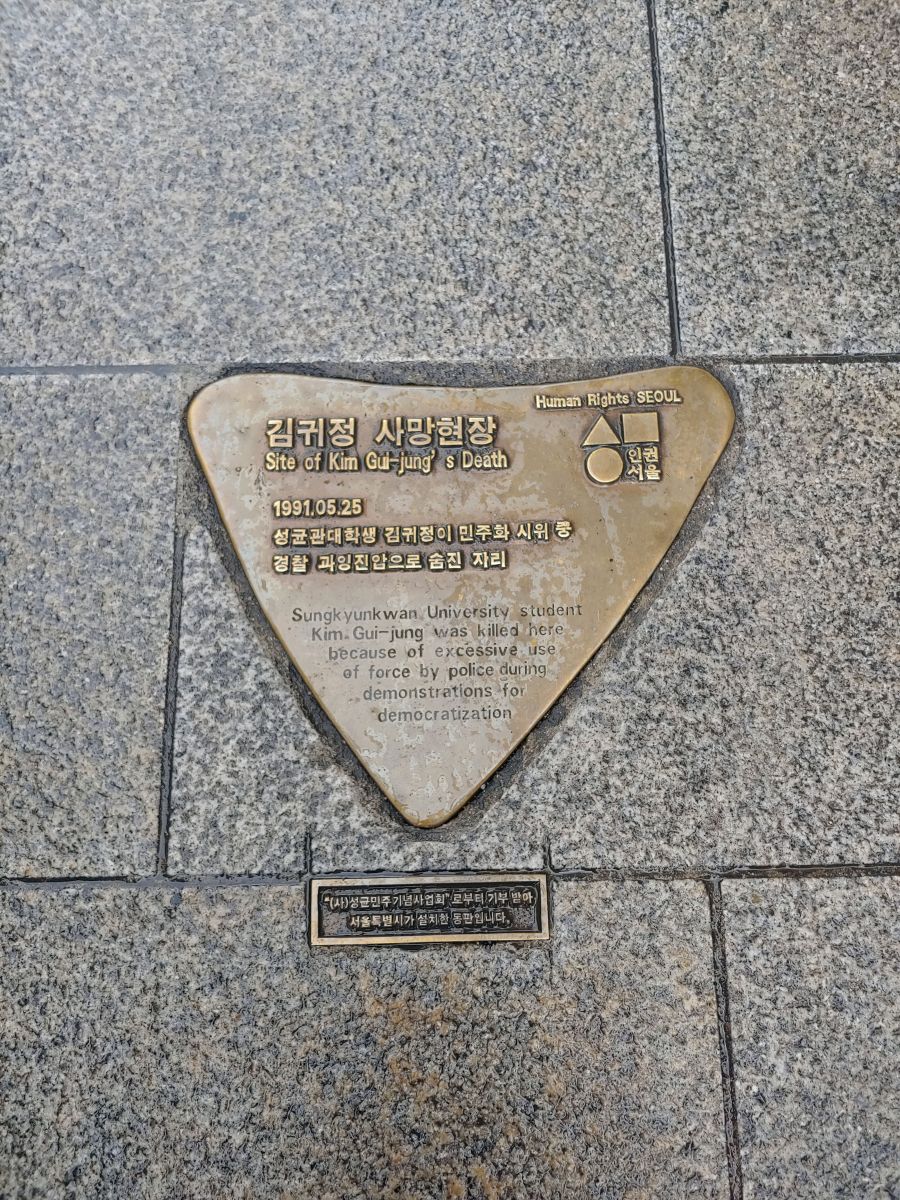 김귀정 사망현장
Site of Kim Gui-jung's Death
Human Rights SEOUL
인권
서울
1991.05.25
성균관대학생 김귀정이 민주화 시위 중
경찰 과잉진압으로 숨진 자리
Sungkyunkwan University student
Kim Gui-jung was killed here
because of excessive use
of force by police during
demonstrations for
democratization
"(사)성균민주기념사업회"로부터 기부 받아
서울특별시가 설치한 동판입니다.